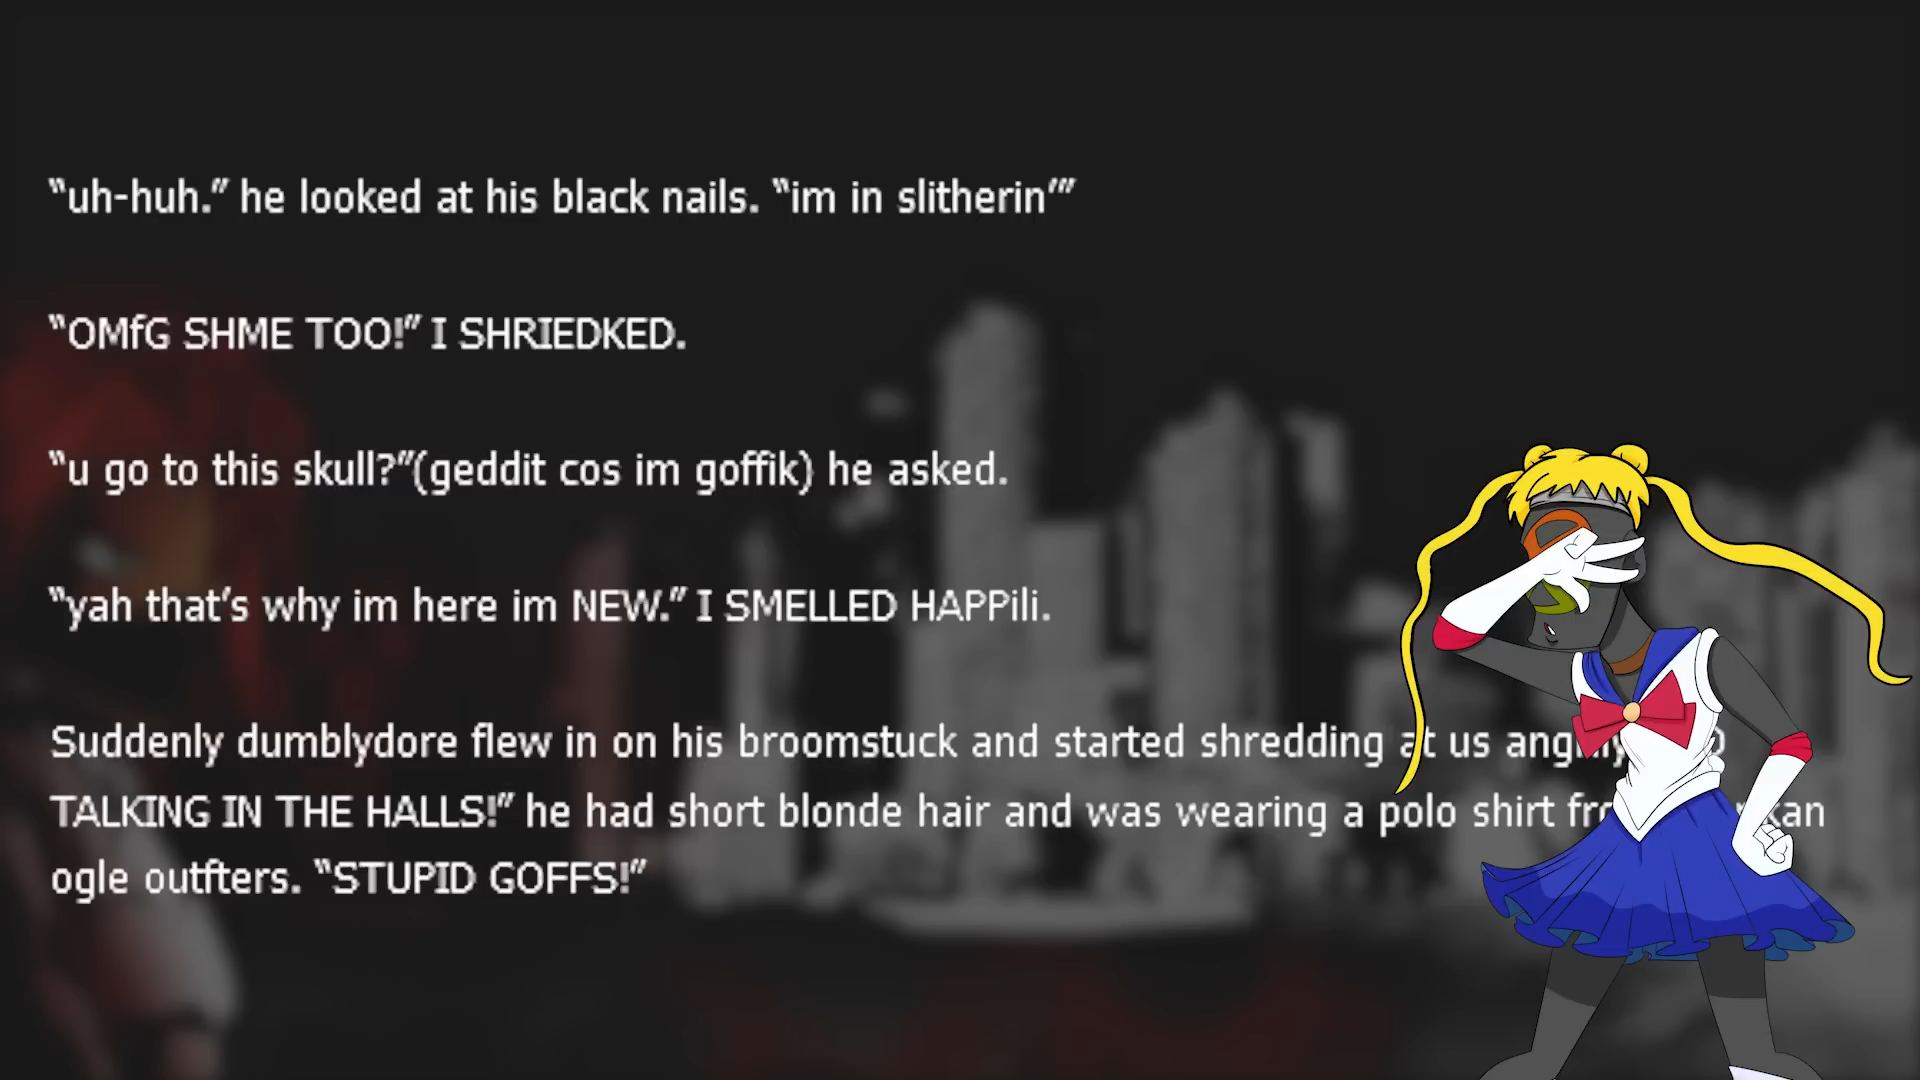 “uh-huh.” he looked at his black nails. “im in slitherin’”
“OMfG SHME TOO!” I SHRIEDKED.
“u go to this skull?”(geddit cos im goffik) he asked.
“yah that’s why im here im NEW.” I SMELLED HAPPili.
Suddenly dumblydore flew in on his broomstuck and started shredding at us
TALKING IN THE HALLS!” he had short blonde hair and was wearing a polo shirt
ogle outfters. “STUPID GOFFS!”